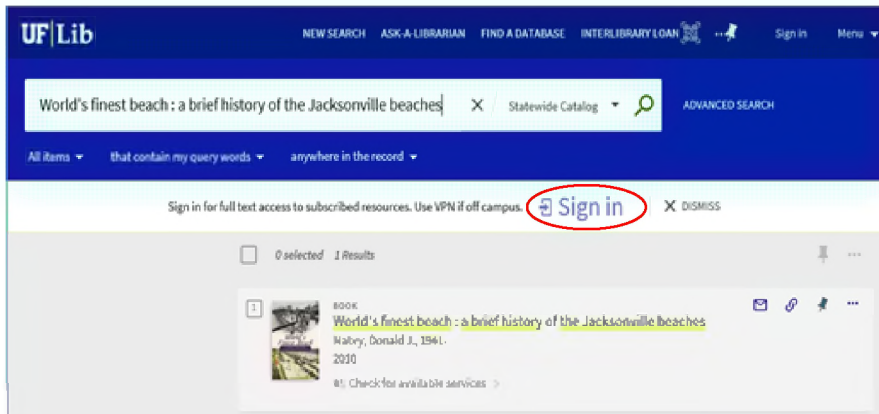 UF Lib NEW SEARCH ASK-A-LIBRARIAN FIND A DATABASE INTERLIBRARY LOAN ... Sign in Menu
World's finest beach : a brief history of the Jacksonville beaches Statewide Catalog ADVANCED SEARCH
All items that contain my query words anywhere in the record
Sign in for full text access to subscribed resources. Use VPN if off campus. Sign in DISMISS
0 selected 1 Results ...
1 BOOK ...
World's finest beach : a brief history of the Jacksonville beaches
Mabry, Donald J., 1941-
2010
Check for available services